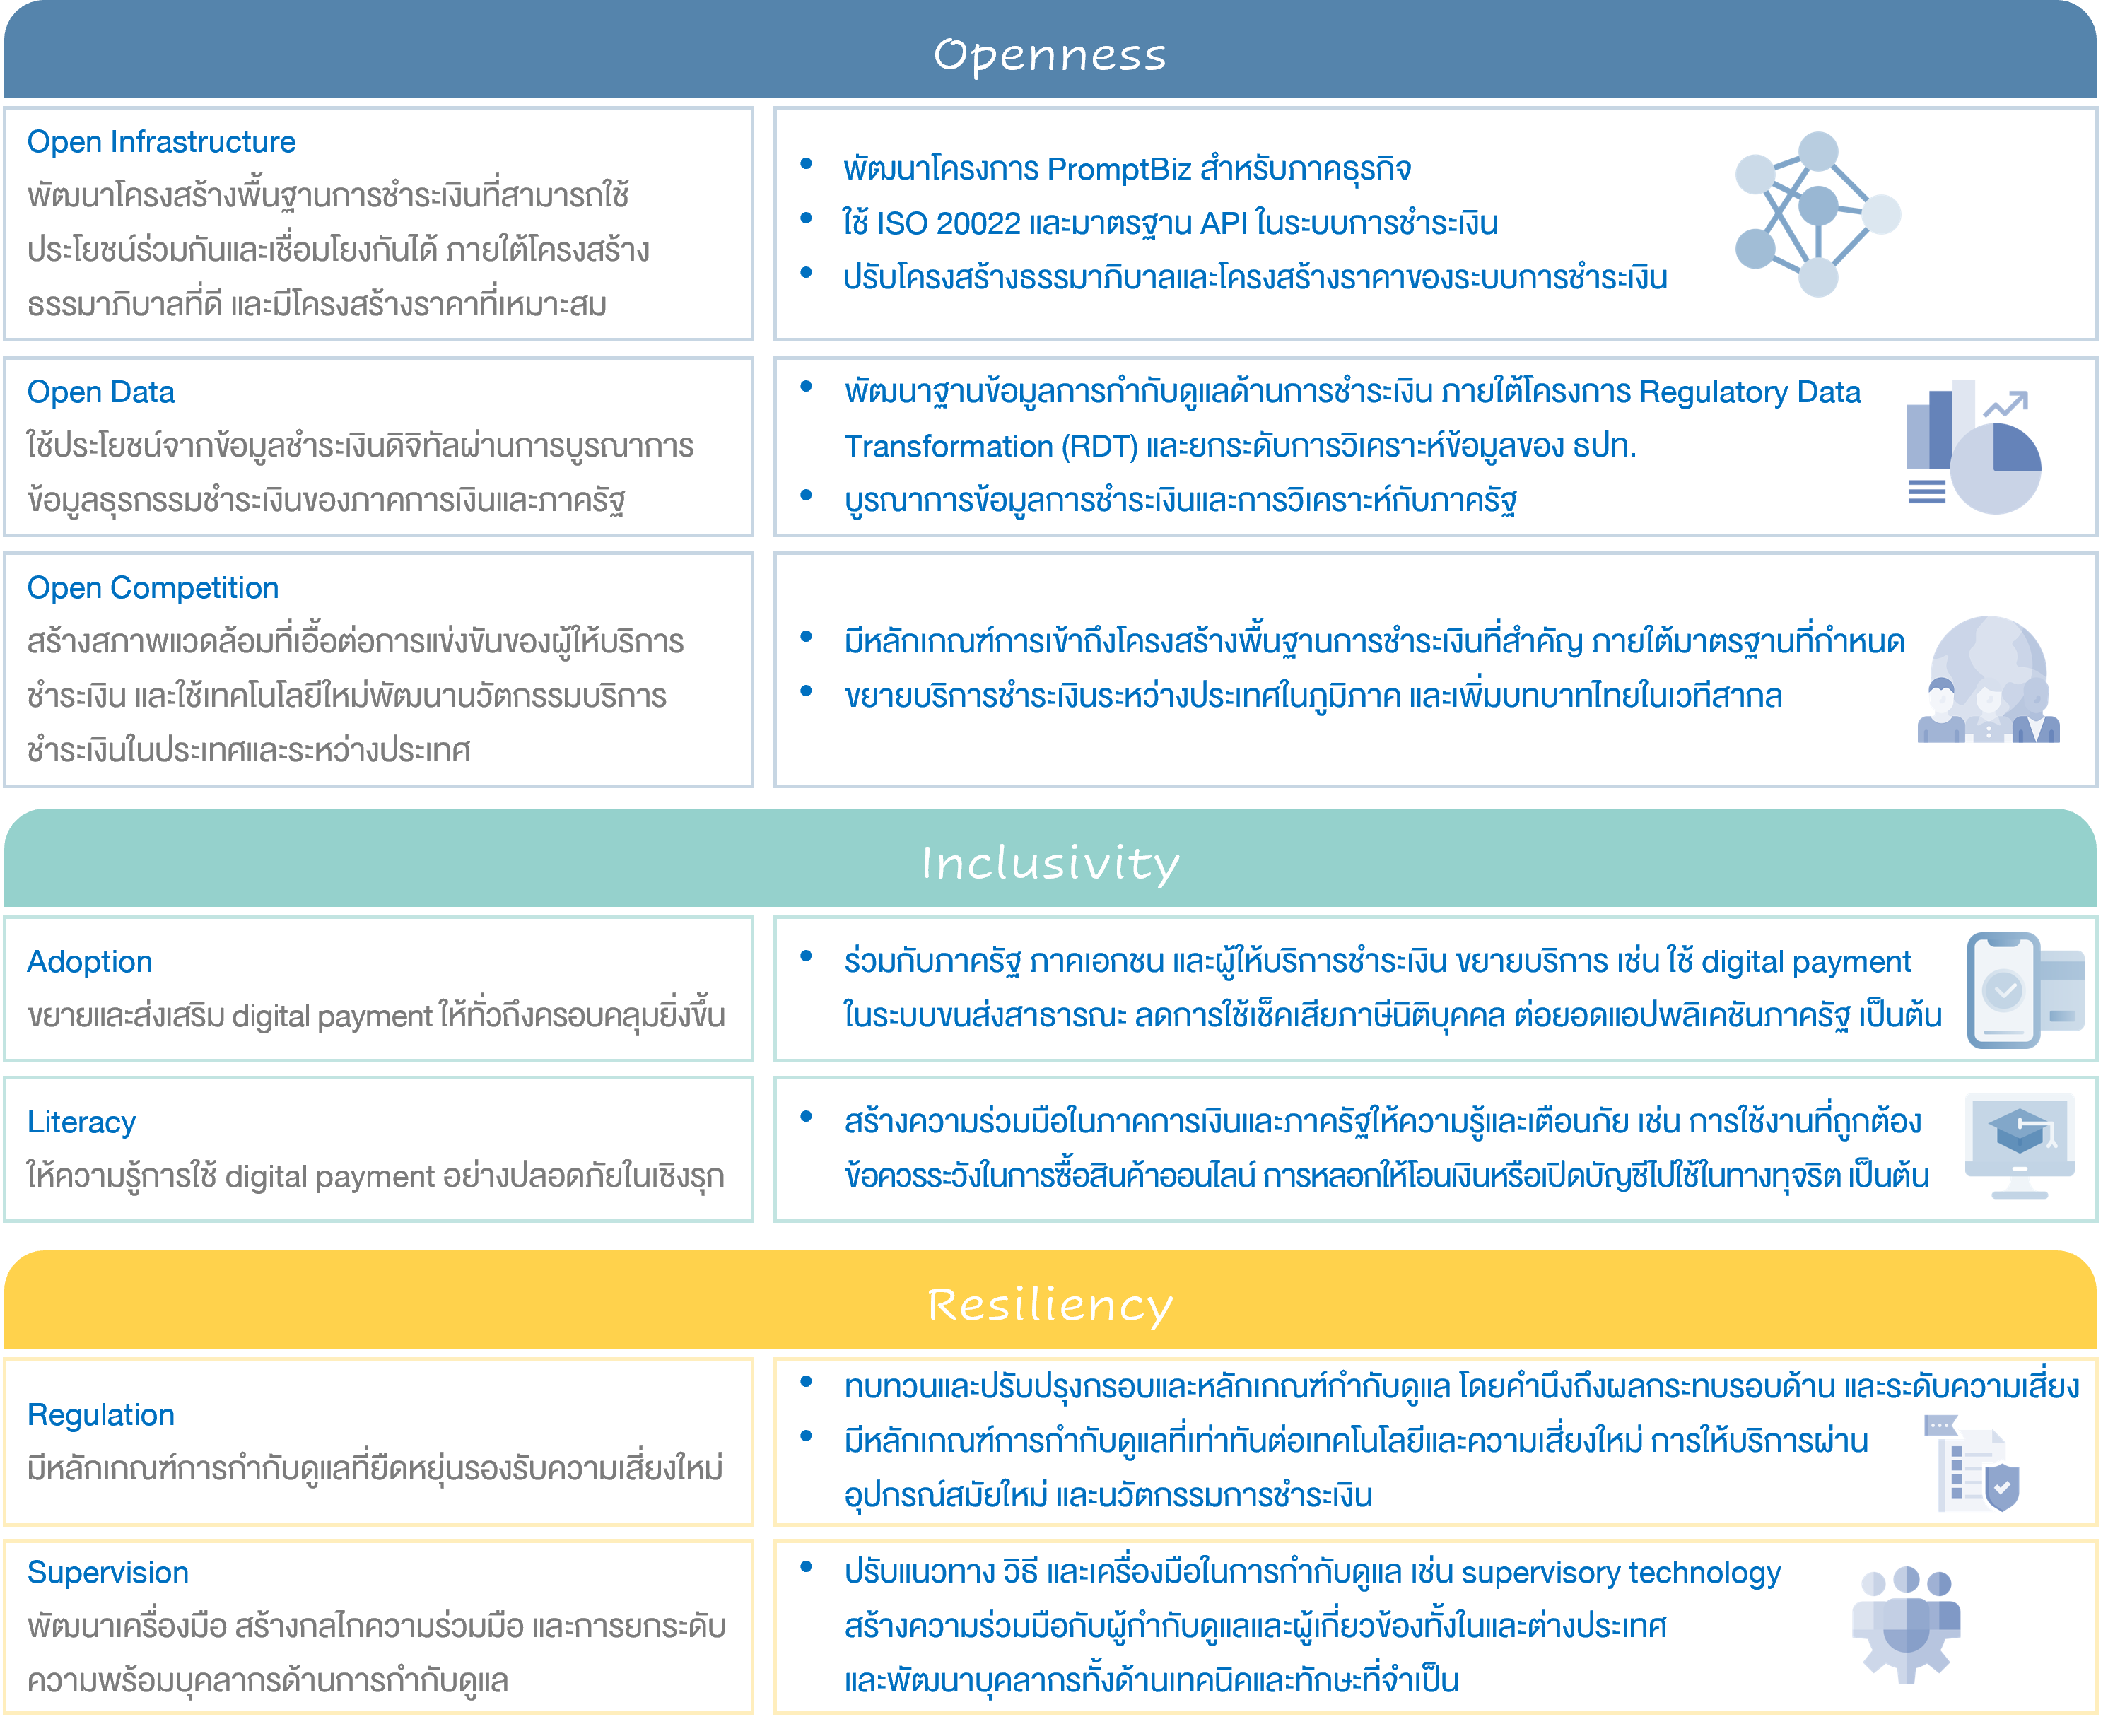 Openness
Open Infrastructure
พัฒนาโครงสร้างพื้นฐานการชำระเงินที่สามารถใช้
ประโยชน์ร่วมกันและเชื่อมโยงกันได้ ภายใต้โครงสร้าง
ธรรมาภิบาลที่ดี และมีโครงสร้างราคาที่เหมาะสม
• พัฒนาโครงการ PromptBiz สำหรับภาคธุรกิจ
• ใช้ ISO 20022 และมาตรฐาน API ในระบบการชำระเงิน
• ปรับโครงสร้างธรรมาภิบาลและโครงสร้างราคาของระบบการชำระเงิน
Open Data
ใช้ประโยชน์จากข้อมูลชำระเงินดิจิทัลผ่านการบูรณาการ
ข้อมูลธุรกรรมชำระเงินของภาคการเงินและภาครัฐ
• พัฒนาฐานข้อมูลการกำกับดูแลด้านการชำระเงิน ภายใต้โครงการ Regulatory Data
Transformation (RDT) และยกระดับการวิเคราะห์ข้อมูลของ ธปท.
• บูรณาการข้อมูลการชำระเงินและการวิเคราะห์กับภาครัฐ
Open Competition
สร้างสภาพแวดล้อมที่เอื้อต่อการแข่งขันของผู้ให้บริการ
ชำระเงิน และใช้เทคโนโลยีใหม่พัฒนานวัตกรรมบริการ
ชำระเงินในประเทศและระหว่างประเทศ
• มีหลักเกณฑ์การเข้าถึงโครงสร้างพื้นฐานการชำระเงินที่สำคัญ ภายใต้มาตรฐานที่กำหนด
• ขยายบริการชำระเงินระหว่างประเทศในภูมิภาค และเพิ่มบทบาทไทยในเวทีสากล
Inclusivity
Adoption
ขยายและส่งเสริม digital payment ให้ทั่วถึงครอบคลุมยิ่งขึ้น
• ร่วมกับภาครัฐ ภาคเอกชน และผู้ให้บริการชำระเงิน ขยายบริการ เช่น ใช้ digital payment
ในระบบขนส่งสาธารณะ ลดการใช้เช็คเสียภาษีนิติบุคคล ต่อยอดแอปพลิเคชันภาครัฐ เป็นต้น
Literacy
ให้ความรู้การใช้ digital payment อย่างปลอดภัยในเชิงรุก
• สร้างความร่วมมือในภาคการเงินและภาครัฐให้ความรู้และเตือนภัย เช่น การใช้งานที่ถูกต้อง
ข้อควรระวังในการซื้อสินค้าออนไลน์ การหลอกให้โอนเงินหรือเปิดบัญชีไปใช้ในทางทุจริต เป็นต้น
Resiliency
Regulation
มีหลักเกณฑ์การกำกับดูแลที่ยืดหยุ่นรองรับความเสี่ยงใหม่
• ทบทวนและปรับปรุงกรอบและหลักเกณฑ์กำกับดูแล โดยคำนึงถึงผลกระทบรอบด้าน และระดับความเสี่ยง
• มีหลักเกณฑ์การกำกับดูแลที่เท่าทันต่อเทคโนโลยีและความเสี่ยงใหม่ การให้บริการผ่าน
อุปกรณ์สมัยใหม่ และนวัตกรรมการชำระเงิน
Supervision
พัฒนาเครื่องมือ สร้างกลไกความร่วมมือ และการยกระดับ
ความพร้อมบุคลากรด้านการกำกับดูแล
• ปรับแนวทาง วิธี และเครื่องมือในการกำกับดูแล เช่น supervisory technology
สร้างความร่วมมือกับผู้กำกับดูแลและผู้เกี่ยวข้องทั้งในและต่างประเทศ
และพัฒนาบุคลากรทั้งด้านเทคนิคและทักษะที่จำเป็น